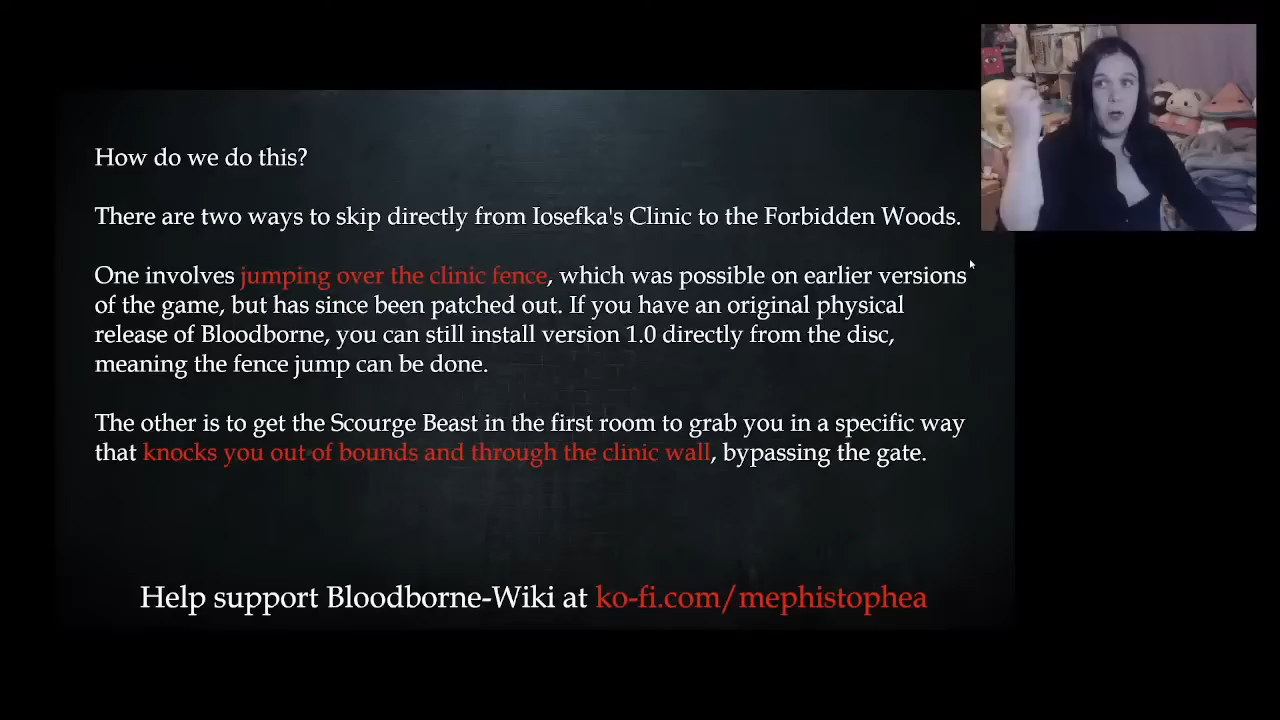 How do we do this?
There are two ways to skip directly from Iosefka's Clinic to the Forbidden Woods.
One involves jumping over the clinic fence, which was possible on earlier versions
of the game, but has since been patched out. If you have an original physical
release of Bloodborne, you can still install version 1.0 directly from the disc,
meaning the fence jump can be done.
The other is to get the Scourge Beast in the first room to grab you in a specific way
that knocks you out of bounds and through the clinic wall, bypassing the gate.
Help support Bloodborne-Wiki at ko-fi.com/mephistophea